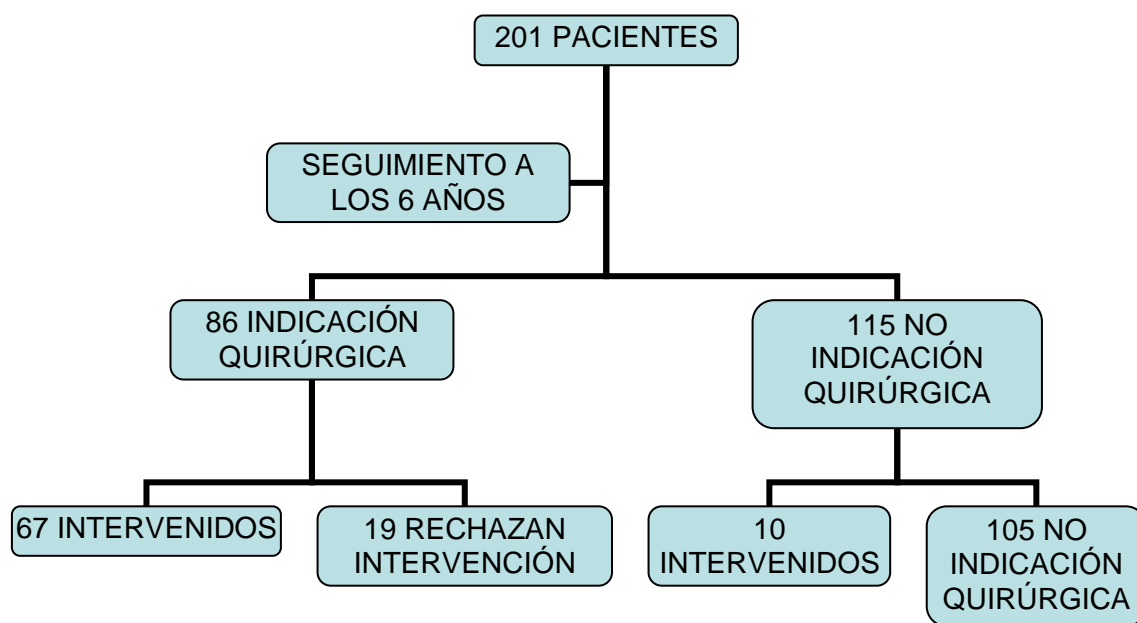 201 PACIENTES
SEGUIMIENTO A
LOS 6 AÑOS
86 INDICACIÓN
QUIRÚRGICA
115 NO
INDICACIÓN
QUIRÚRGICA
67 INTERVENIDOS
19 RECHAZAN
INTERVENCIÓN
10
INTERVENIDOS
105 NO
INDICACIÓN
QUIRÚRGICA